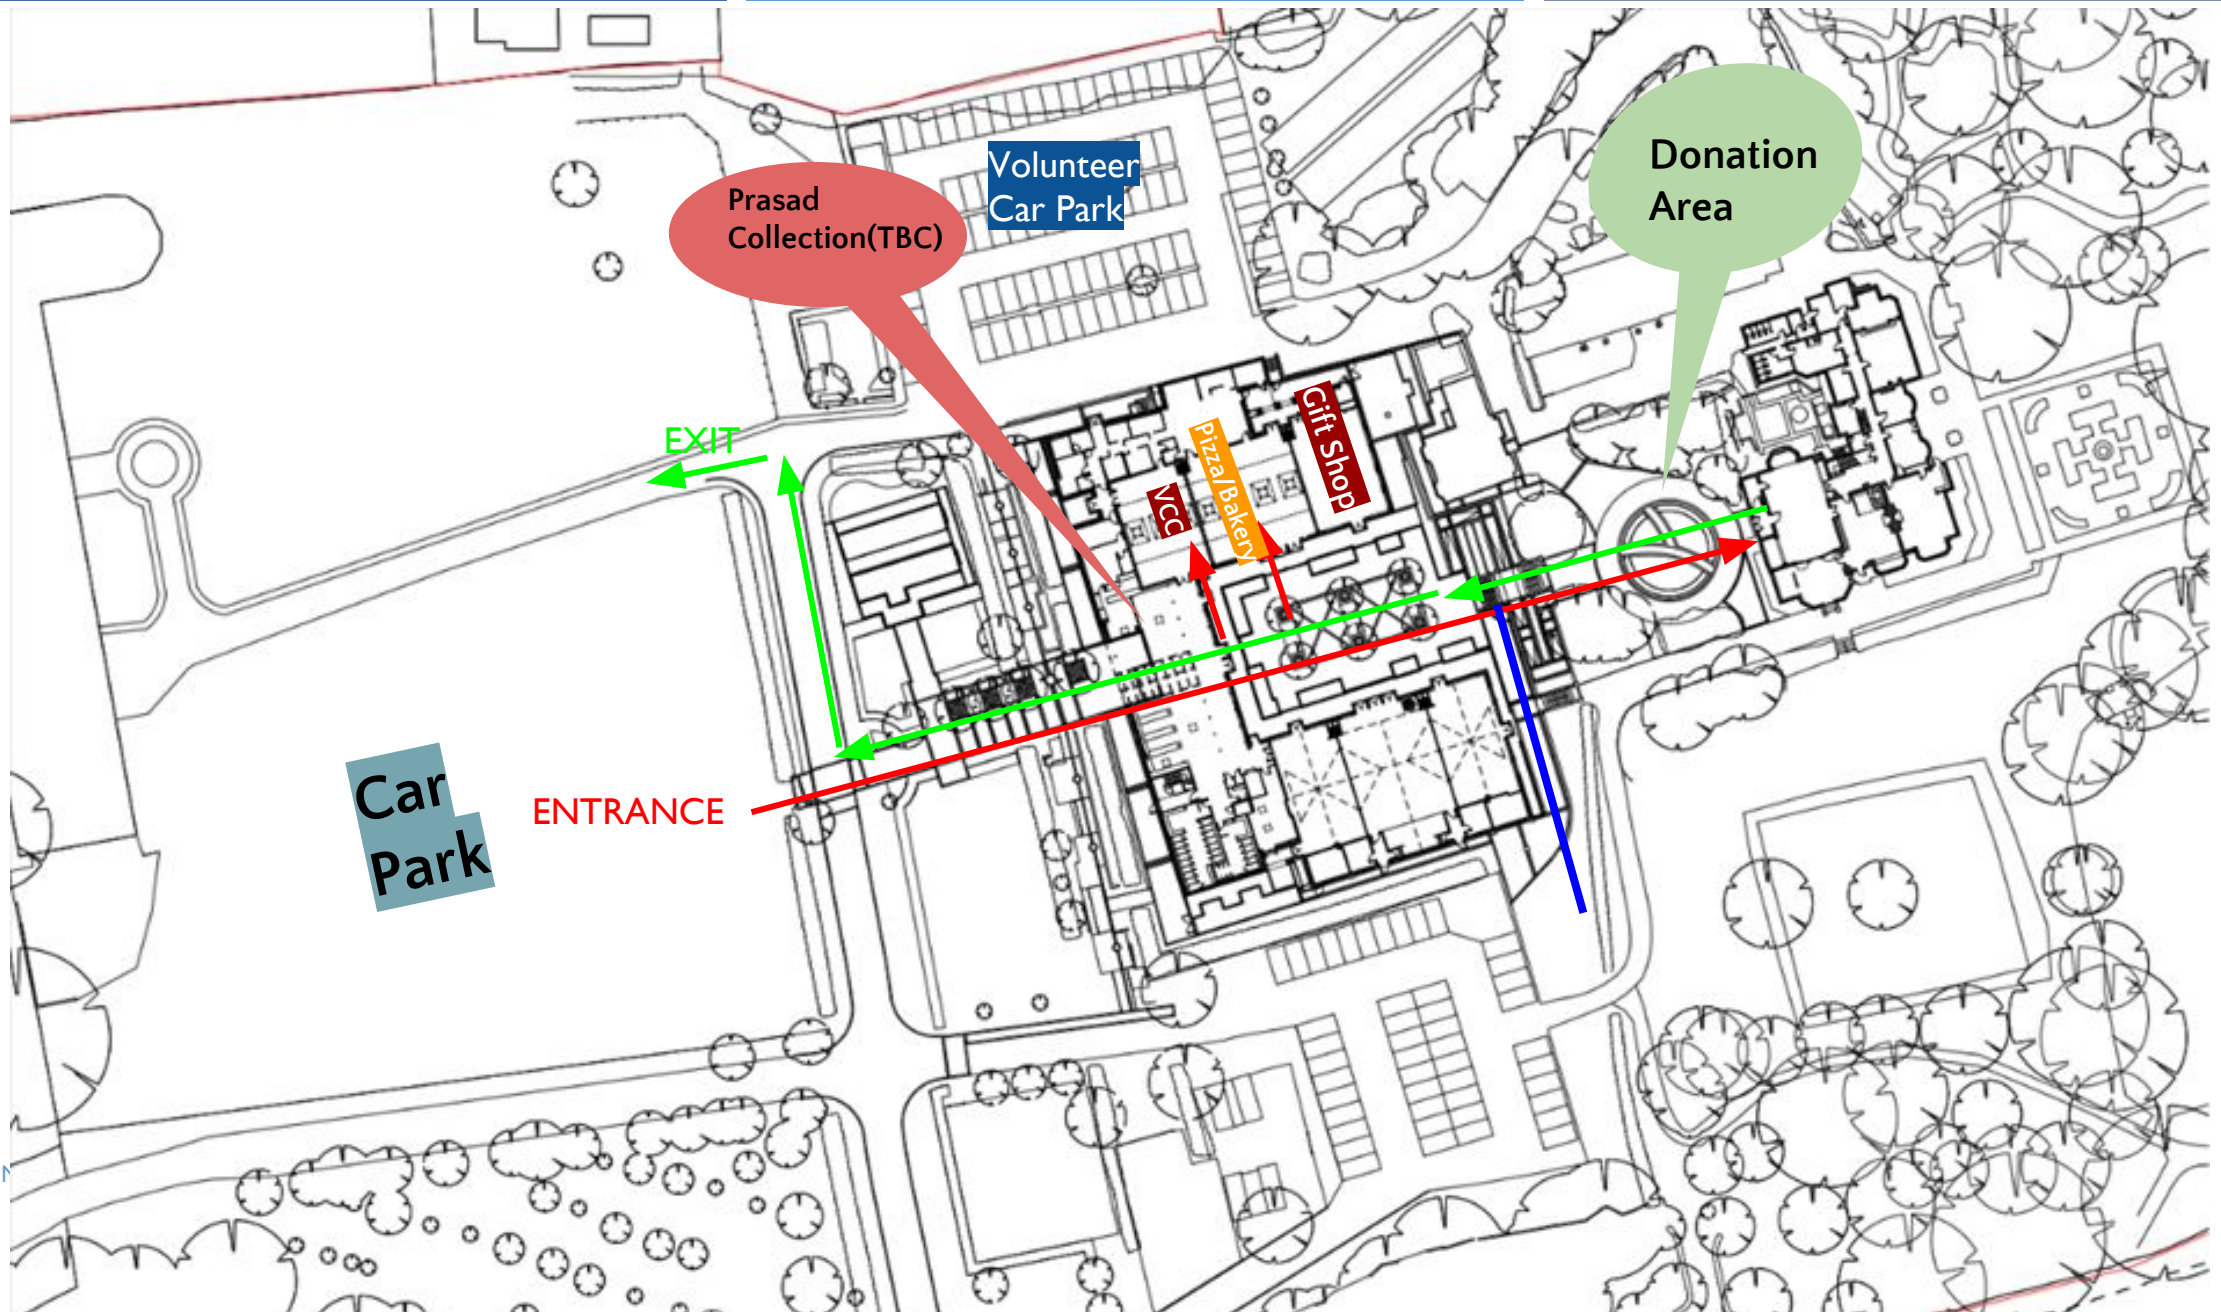 Volunteer
Car Park
Donation
Area
Prasad
Collection(TBC)
Gift Shop
Pizza/Bakery
VCC
EXIT
ENTRANCE
Car
Park